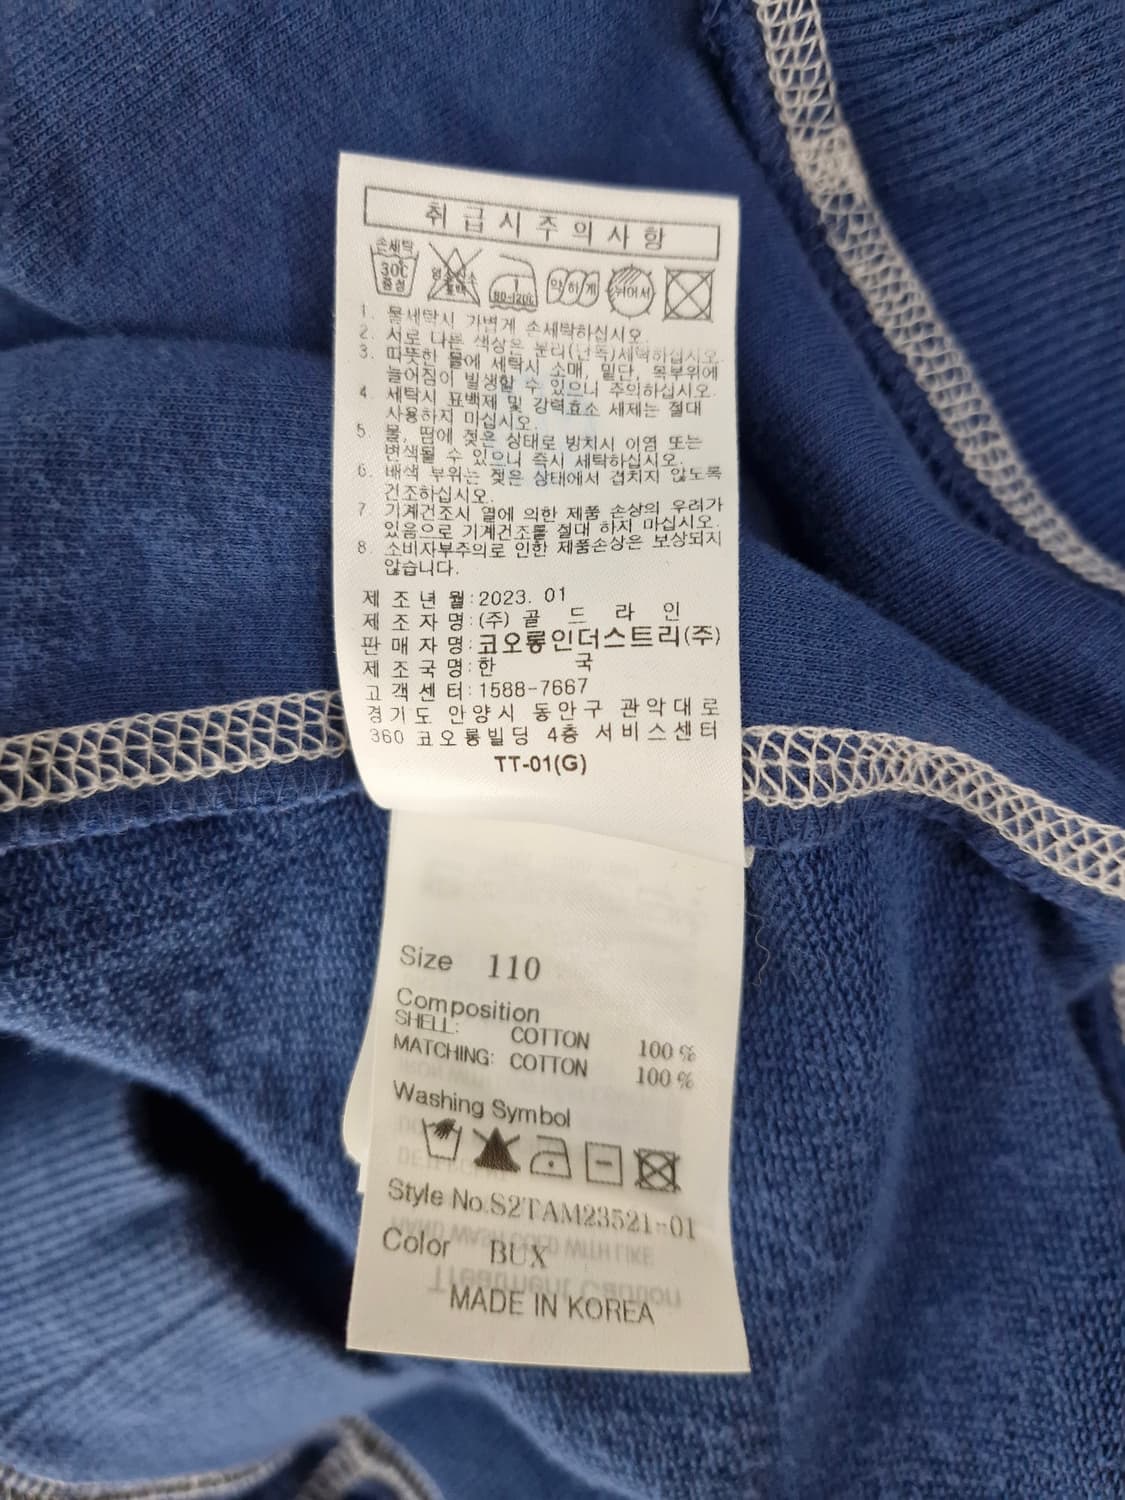 취급시주의사항
손세탁
30C
중성
염소산소
표백
80-120℃
약하게
뉘어서
1. 물세탁시 가볍게 손세탁하십시오.
2. 서로 다른 색상은 분리(단독)세탁하십시오.
3. 따뜻한 물에 세탁시 소매, 밑단, 목부위에
늘어짐이 발생할 수 있으니 주의하십시오.
4. 세탁시 표백제 및 강력효소 세제는 절대
사용하지 마십시오.
5. 물, 땀에 젖은 상태로 방치시 이염 또는
변색될 수 있으니 즉시 세탁하십시오.
6. 배색 부위는 젖은 상태에서 겹치지 않도록
건조하십시오.
7. 기계건조시 열에 의한 제품 손상의 우려가
있음으로 기계건조를 절대 하지 마십시오.
8. 소비자부주의로 인한 제품손상은 보상되지
않습니다.
제 조 년 월:2023. 01
제 조 자 명:(주) 골 드 라 인
판 매 자 명:코오롱인더스트리(주)
제 조 국 명:한 국
고 객 센 터:1588-7667
경기도 안양시 동안구 관악대로
360 코오롱빌딩 4층 서비스센터
TT-01(G)
Size 110
Composition
SHELL: COTTON 100 %
MATCHING: COTTON 100 %
Washing Symbol
Style No.S2TAM23521-01
Color BUX
MADE IN KOREA